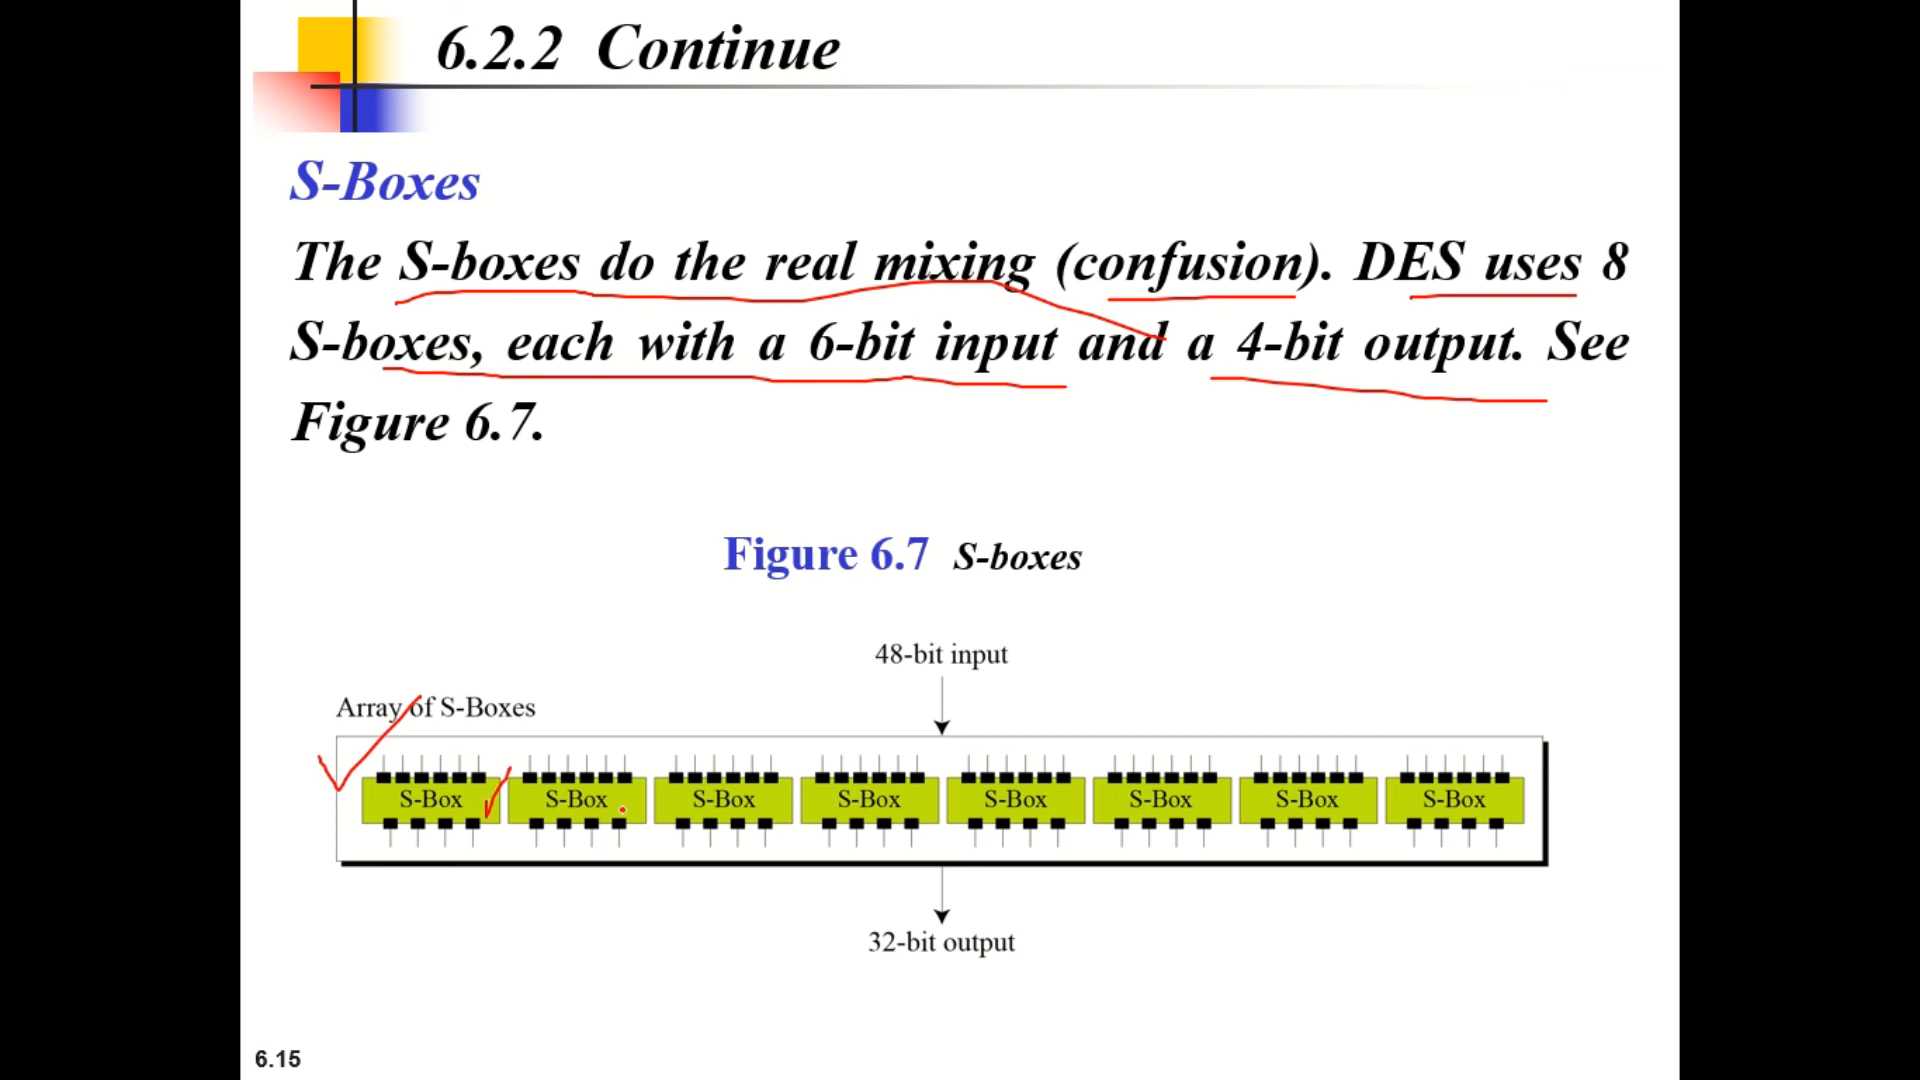 6.2.2 Continue
S-Boxes
The S-boxes do the real mixing (confusion). DES uses 8
S-boxes, each with a 6-bit input and a 4-bit output. See
Figure 6.7.
Figure 6.7 S-boxes
48-bit input
Array of S-Boxes
S-Box S-Box S-Box S-Box S-Box S-Box S-Box S-Box
32-bit output
6.15